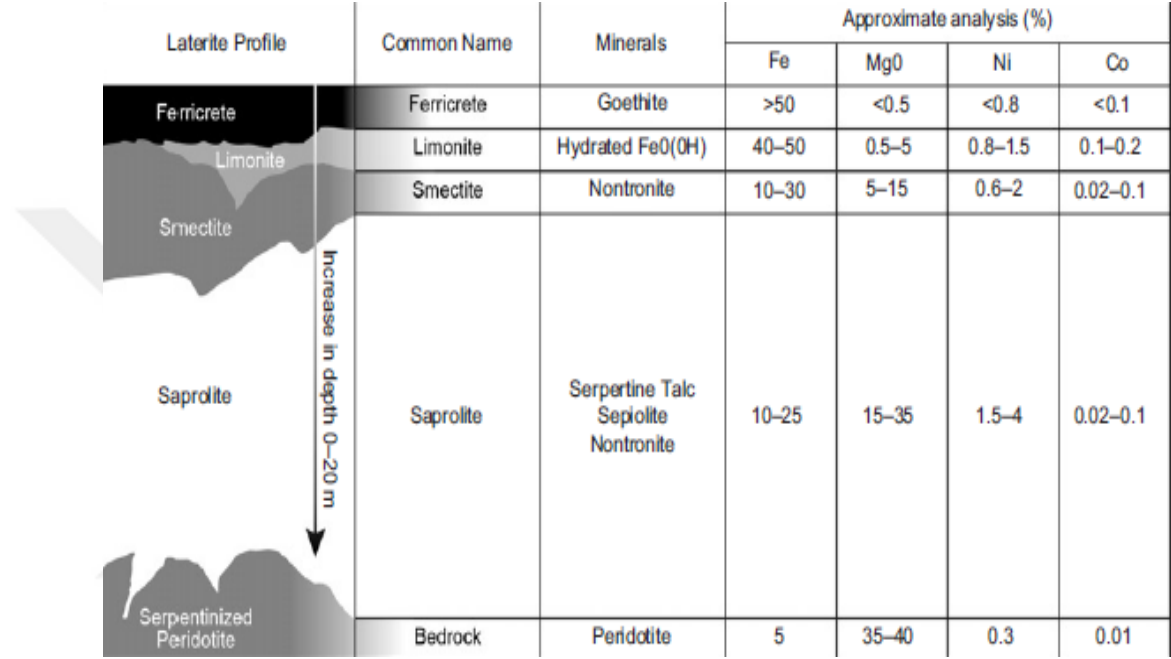 Laterite Profile Common Name Minerals Approximate analysis (%)
Fe Mg0 Ni Co
Ferricrete Ferricrete Goethite >50 <0.5 <0.8 <0.1
Limonite Limonite Hydrated Fe0(0H) 40–50 0.5–5 0.8–1.5 0.1–0.2
Smectite Nontronite 10–30 5–15 0.6–2 0.02–0.1
Smectite
Increase in depth 0–20 m
Saprolite Saprolite Serpertine Talc
Sepiolite
Nontronite 10–25 15–35 1.5–4 0.02–0.1
Serpentinized
Peridotite
Bedrock Peridotite 5 35–40 0.3 0.01